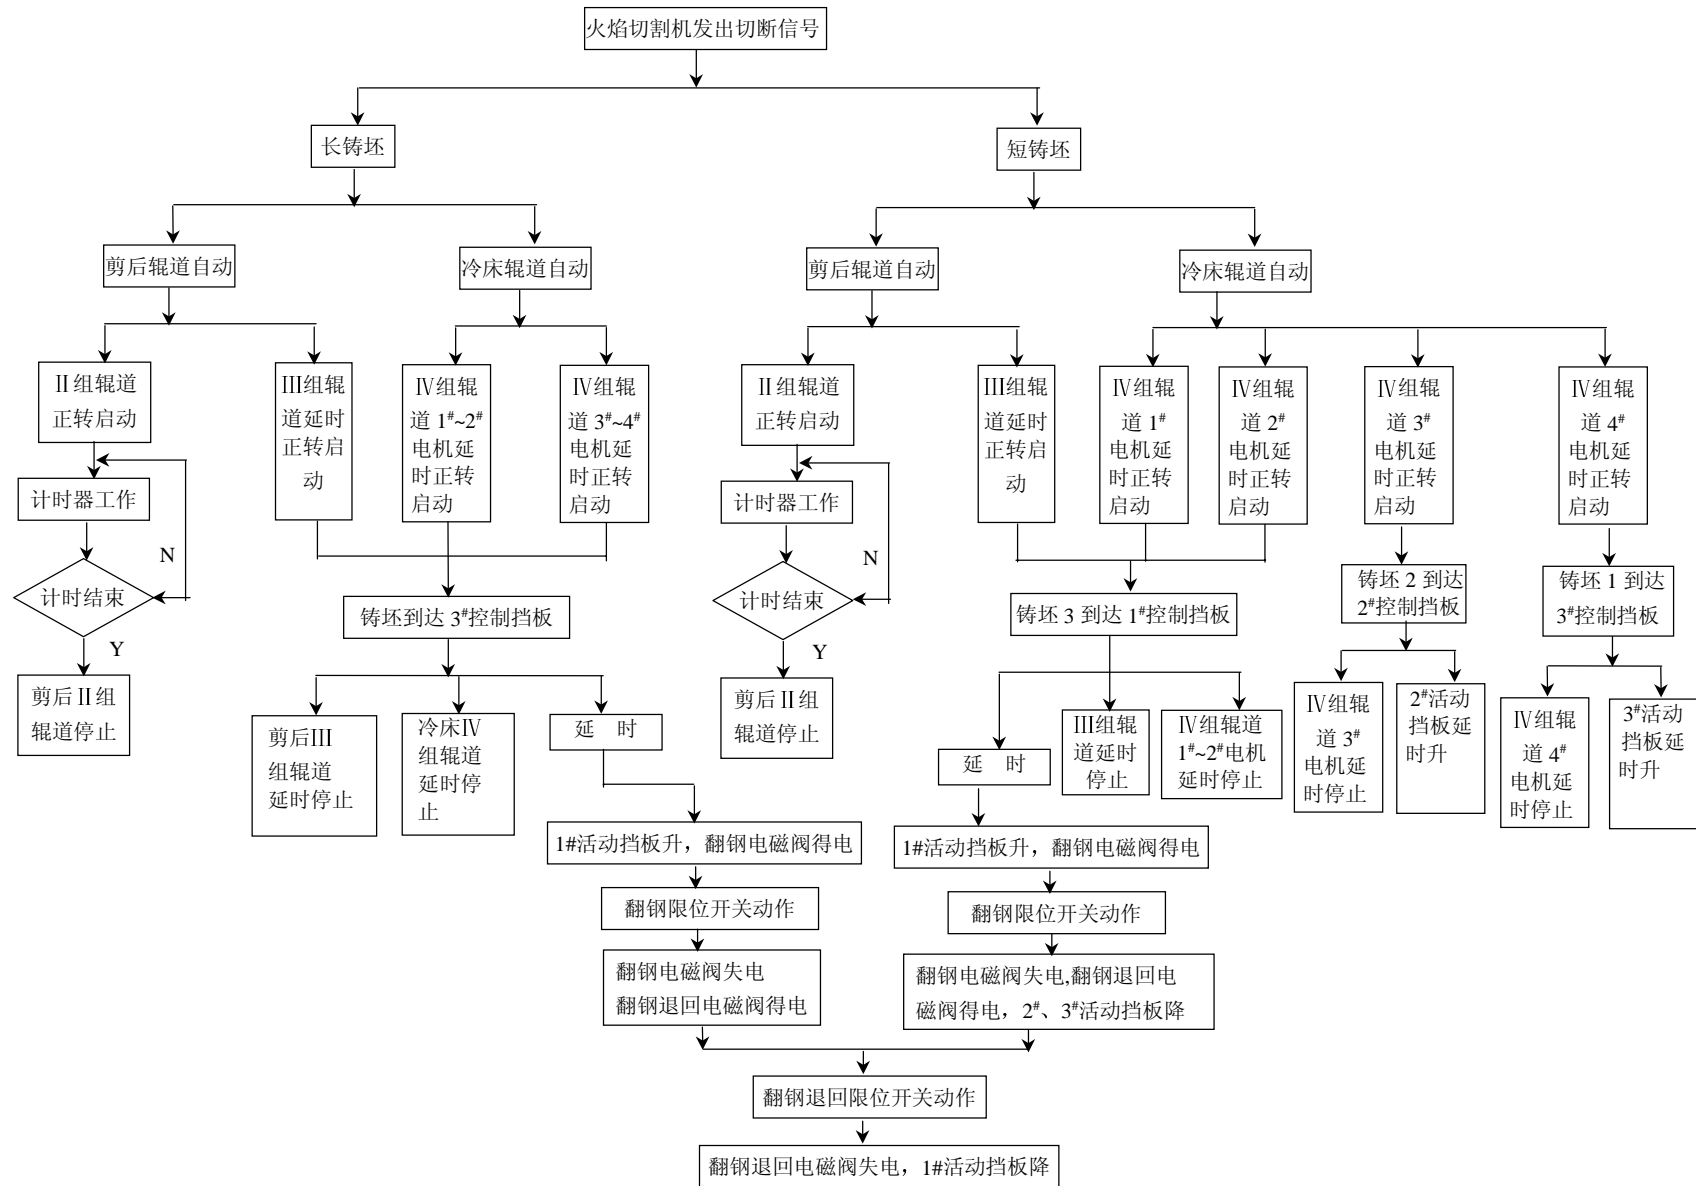 火焰切割机发出切断信号
长铸坯
短铸坯
剪后辊道自动
冷床辊道自动
剪后辊道自动
冷床辊道自动
II组辊道
正转启动
III组辊
道延时
正转启
动
IV组辊
道 1#~2#
电机延
时正转
启动
IV组辊
道 3#~4#
电机延
时正转
启动
II组辊道
正转启动
III组辊
道延时
正转启
动
IV组辊
道 1#
电机延
时正转
启动
IV组辊
道 2#
电机延
时正转
启动
IV组辊
道 3#
电机延
时正转
启动
IV组辊
道 4#
电机延
时正转
启动
计时器工作
N
计时结束
Y
剪后II组
辊道停止
铸坯到达 3#控制挡板
剪后III
组辊道
延时停止
冷床IV
组辊道
延时停
止
延 时
计时器工作
N
计时结束
Y
剪后II组
辊道停止
铸坯 3 到达 1#控制挡板
延 时
III组辊
道延时
停止
IV组辊道
1#~2#电机
延时停止
铸坯 2 到达
2#控制挡板
IV组辊
道 3#
电机延
时停止
2#活动
挡板延
时升
铸坯 1 到达
3#控制挡板
IV组辊
道 4#
电机延
时停止
3#活动
挡板延
时升
1#活动挡板升，翻钢电磁阀得电
翻钢限位开关动作
翻钢电磁阀失电
翻钢退回电磁阀得电
1#活动挡板升，翻钢电磁阀得电
翻钢限位开关动作
翻钢电磁阀失电,翻钢退回电
磁阀得电，2#、3#活动挡板降
翻钢退回限位开关动作
翻钢退回电磁阀失电，1#活动挡板降